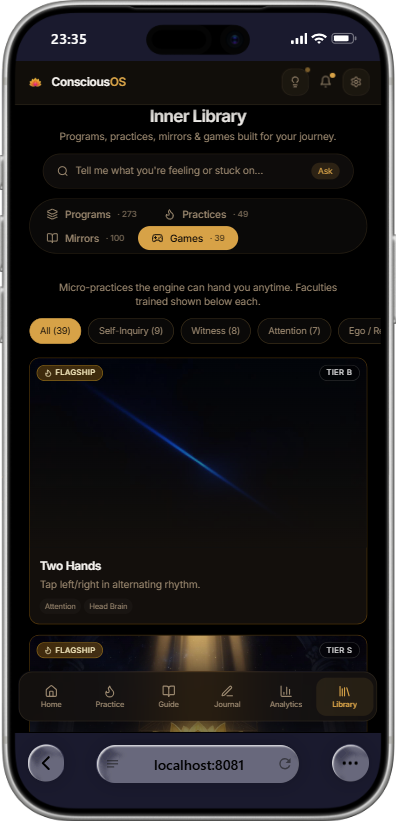 23:35
ConsciousOS
Inner Library
Programs, practices, mirrors & games built for your journey.
Tell me what you're feeling or stuck on...
Ask
Programs · 273
Practices · 49
Mirrors · 100
Games · 39
Micro-practices the engine can hand you anytime. Faculties
trained shown below each.
All (39)
Self-Inquiry (9)
Witness (8)
Attention (7)
Ego / R
FLAGSHIP
TIER B
Two Hands
Tap left/right in alternating rhythm.
Attention
Head Brain
FLAGSHIP
TIER S
Home
Practice
Guide
Journal
Analytics
Library
localhost:8081